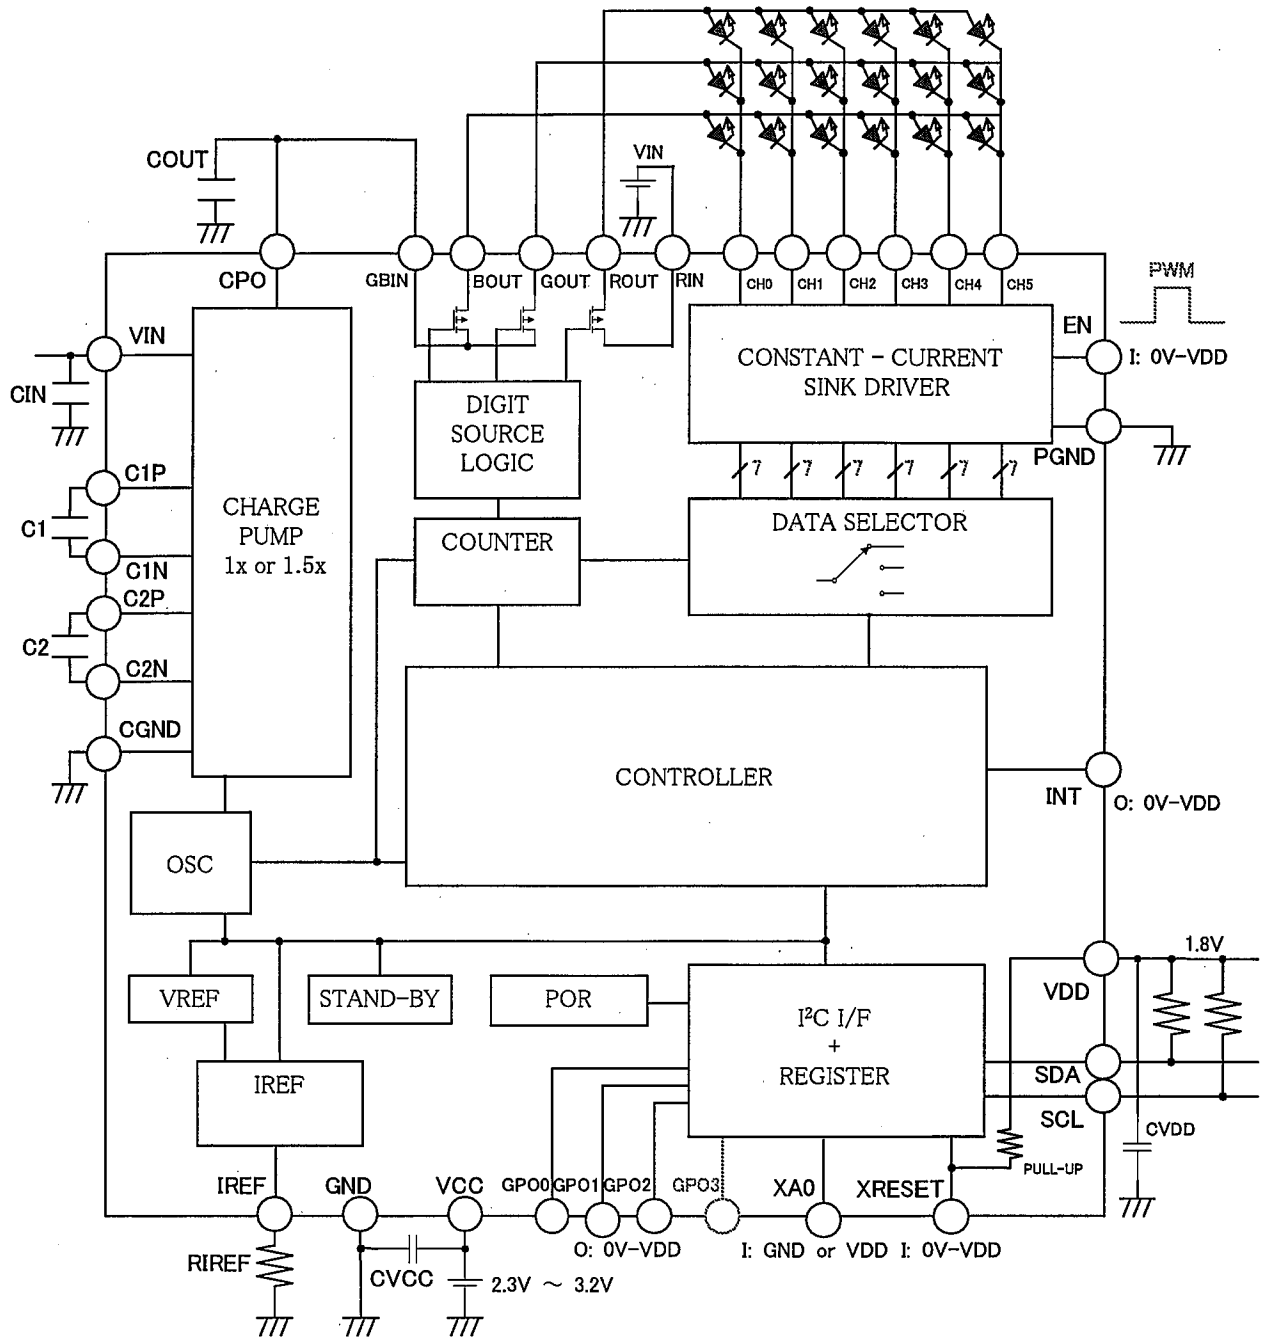 COUT
VIN
CPO
GBIN
BOUT
GOUT
ROUT
RIN
CH0
CH1
CH2
CH3
CH4
CH5
PWM
EN
I: 0V-VDD
VIN
CIN
CONSTANT - CURRENT
SINK DRIVER
DIGIT
SOURCE
LOGIC
PGND
7
7
7
7
7
7
C1P
C1
C1N
CHARGE
PUMP
1x or 1.5x
COUNTER
DATA SELECTOR
C2P
C2
C2N
CGND
CONTROLLER
INT
O: 0V-VDD
OSC
1.8V
VDD
VREF
STAND-BY
POR
I²C I/F
+
REGISTER
SDA
SCL
IREF
CVDD
PULL-UP
IREF
GND
VCC
GPO0
GPO1
GPO2
GPO3
XA0
XRESET
O: 0V-VDD
I: GND or VDD
I: 0V-VDD
RIREF
CVCC
2.3V ～ 3.2V